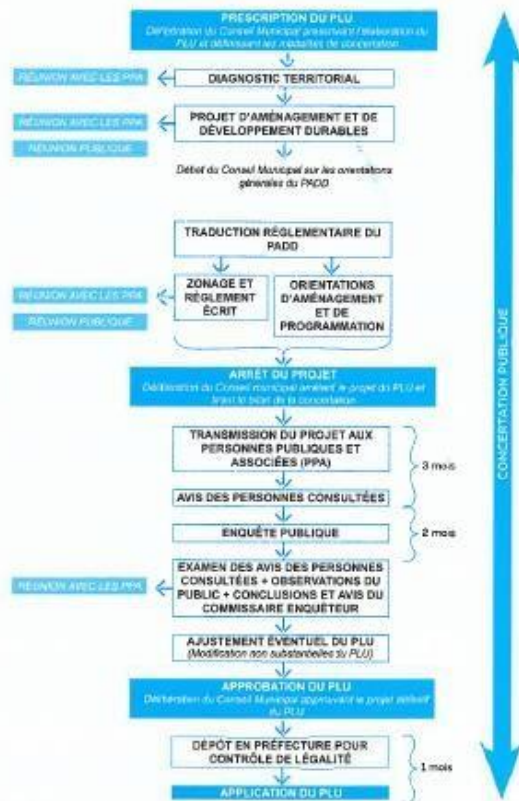 PRESCRIPTION DU PLU
Délibération du Conseil Municipal prescrivant l'élaboration du
PLU et définissant les modalités de concertation
RÉUNION AVEC LES PPA
DIAGNOSTIC TERRITORIAL
RÉUNION AVEC LES PPA
RÉUNION PUBLIQUE
PROJET D'AMÉNAGEMENT ET DE
DÉVELOPPEMENT DURABLES
Débat du Conseil Municipal sur les orientations
générales du PADD
TRADUCTION RÉGLEMENTAIRE DU
PADD
RÉUNION AVEC LES PPA
RÉUNION PUBLIQUE
ZONAGE ET
RÈGLEMENT
ÉCRIT
ORIENTATIONS
D'AMÉNAGEMENT ET
DE
PROGRAMMATION
ARRÊT DU PROJET
Délibération du Conseil municipal arrêtant le projet du PLU et
tirant le bilan de la concertation
TRANSMISSION DU PROJET AUX
PERSONNES PUBLIQUES ET
ASSOCIÉES (PPA)
3 mois
AVIS DES PERSONNES CONSULTÉES
ENQUÊTE PUBLIQUE
2 mois
RÉUNION AVEC LES PPA
EXAMEN DES AVIS DES PERSONNES
CONSULTÉES + OBSERVATIONS DU
PUBLIC + CONCLUSIONS ET AVIS DU
COMMISSAIRE ENQUÊTEUR
AJUSTEMENT ÉVENTUEL DU PLU
(Modification non substantielles du PLU)
APPROBATION DU PLU
Délibération du Conseil Municipal approuvant le projet définitif
du PLU
DÉPÔT EN PRÉFECTURE POUR
CONTRÔLE DE LÉGALITÉ
1 mois
APPLICATION DU PLU
CONCERTATION PUBLIQUE